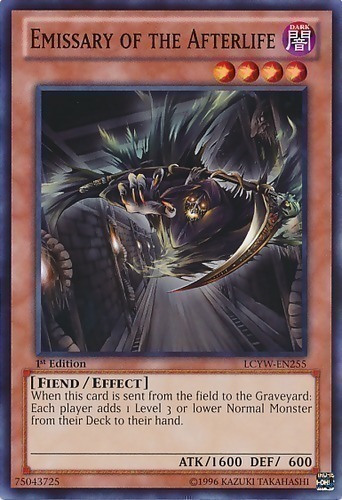 EMISSARY OF THE AFTERLIFE
DARK
闇
1st Edition
LCYW-EN255
[FIEND / EFFECT]
When this card is sent from the field to the Graveyard:
Each player adds 1 Level 3 or lower Normal Monster
from their Deck to their hand.
ATK/1600 DEF/ 600
75043725
©1996 KAZUKI TAKAHASHI